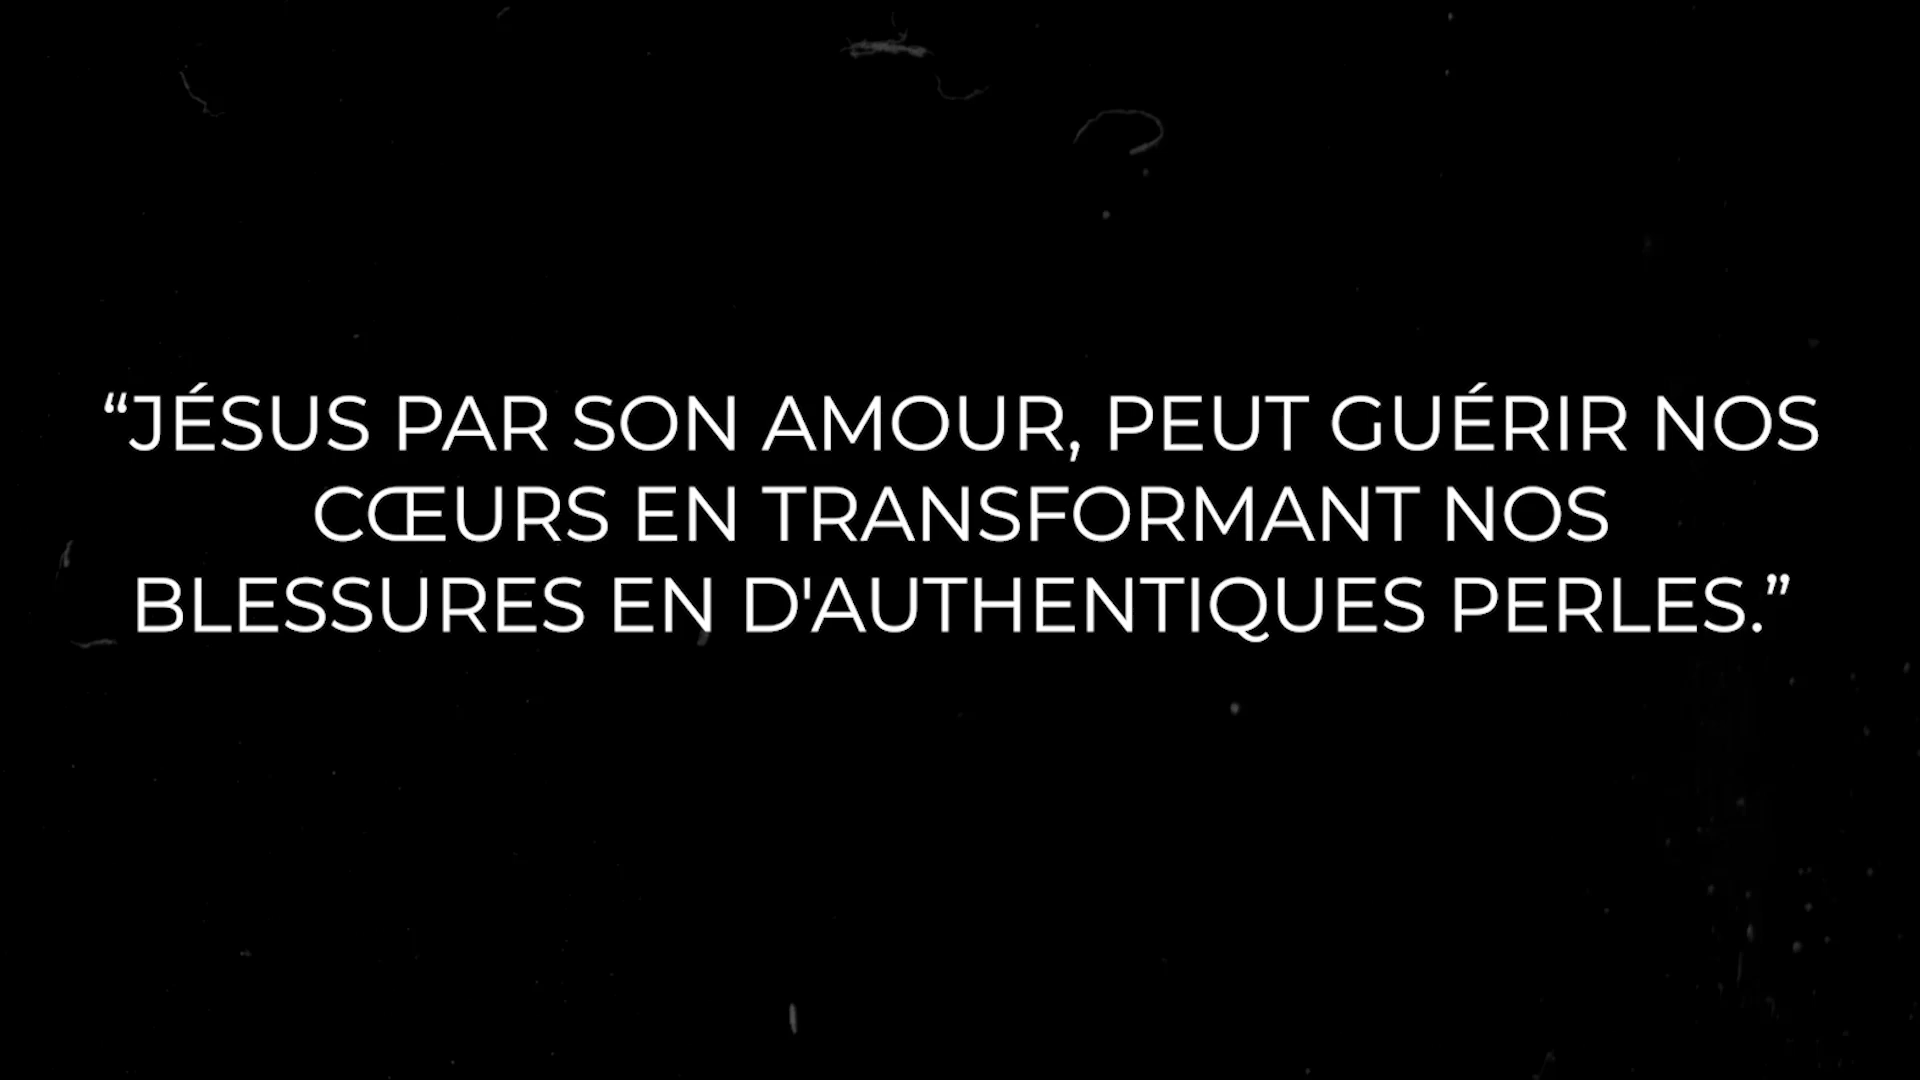 “JÉSUS PAR SON AMOUR, PEUT GUÉRIR NOS
CŒURS EN TRANSFORMANT NOS
BLESSURES EN D'AUTHENTIQUES PERLES.”